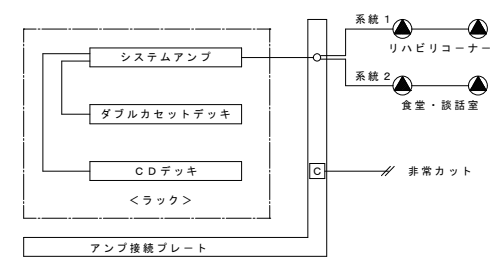 系統１
システムアンプ
リハビリコーナー
系統２
ダブルカセットデッキ
食堂・談話室
ＣＤデッキ
C
非常カット
＜ラック＞
アンプ接続プレート